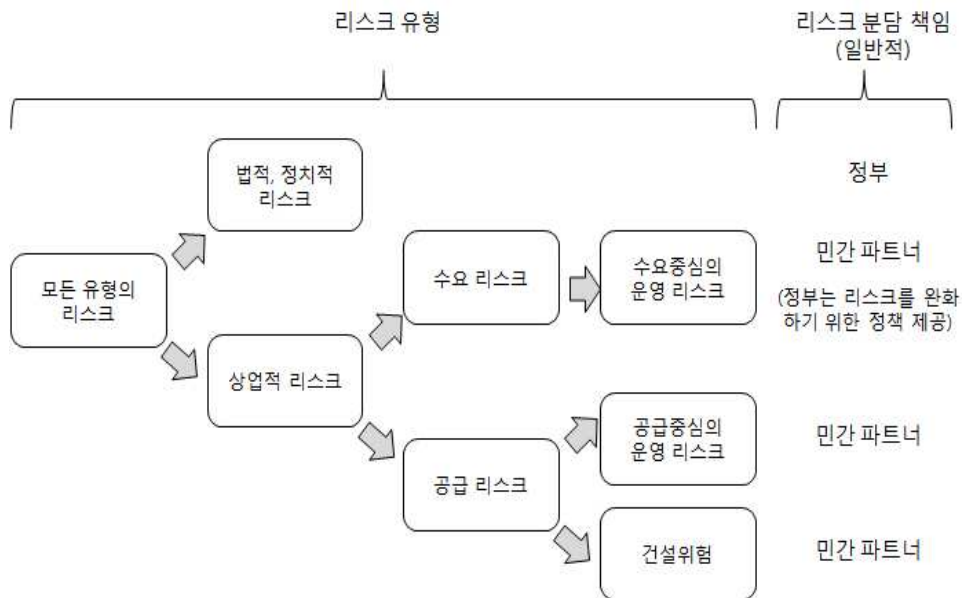 리스크 유형
리스크 분담 책임
(일반적)
법적, 정치적
리스크
정부
모든 유형의
리스크
수요 리스크
수요중심의
운영 리스크
민간 파트너
(정부는 리스크를 완화
하기 위한 정책 제공)
상업적 리스크
공급 리스크
공급중심의
운영 리스크
민간 파트너
건설위험
민간 파트너